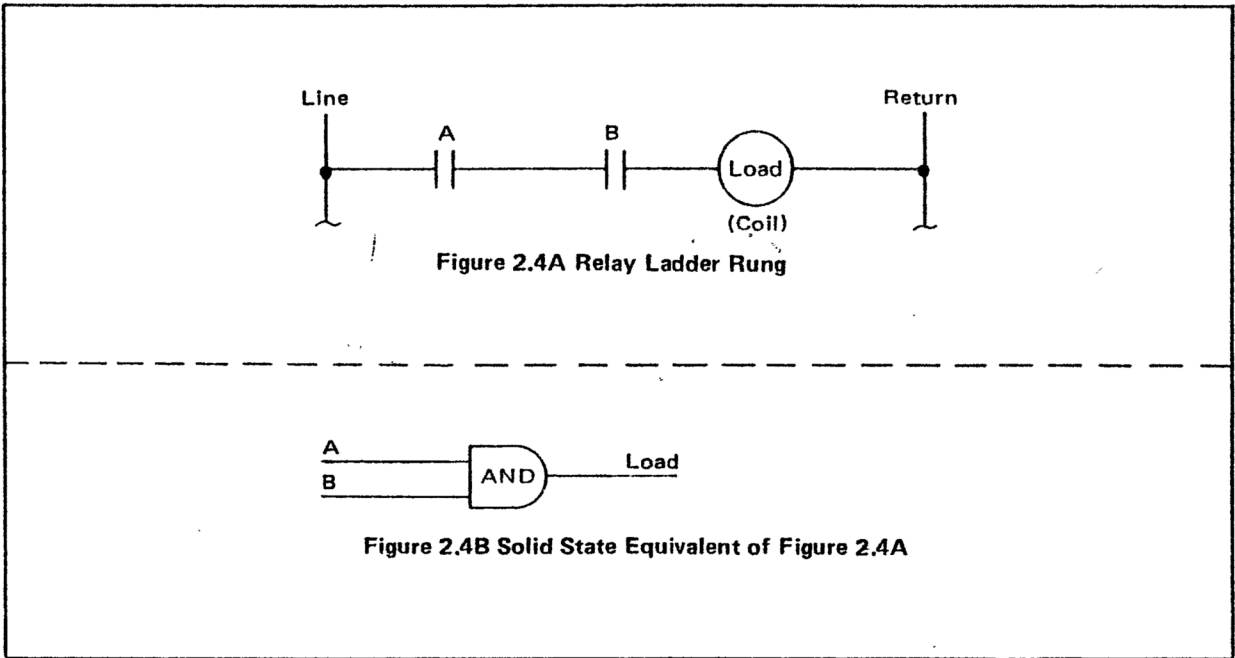 Line
Return
A
B
Load
(Coil)
Figure 2.4A Relay Ladder Rung
A
B
AND
Load
Figure 2.4B Solid State Equivalent of Figure 2.4A